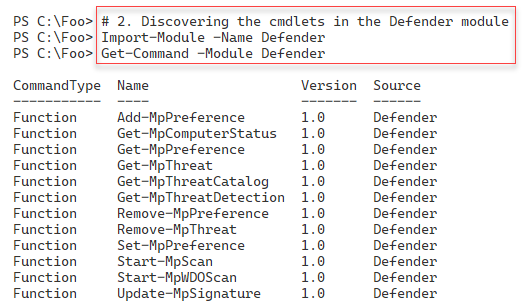 PS C:\Foo> # 2. Discovering the cmdlets in the Defender module
PS C:\Foo> Import-Module -Name Defender
PS C:\Foo> Get-Command -Module Defender
CommandType Name Version Source
----------- ---- ------- ------
Function Add-MpPreference 1.0 Defender
Function Get-MpComputerStatus 1.0 Defender
Function Get-MpPreference 1.0 Defender
Function Get-MpThreat 1.0 Defender
Function Get-MpThreatCatalog 1.0 Defender
Function Get-MpThreatDetection 1.0 Defender
Function Remove-MpPreference 1.0 Defender
Function Remove-MpThreat 1.0 Defender
Function Set-MpPreference 1.0 Defender
Function Start-MpScan 1.0 Defender
Function Start-MpWDOScan 1.0 Defender
Function Update-MpSignature 1.0 Defender